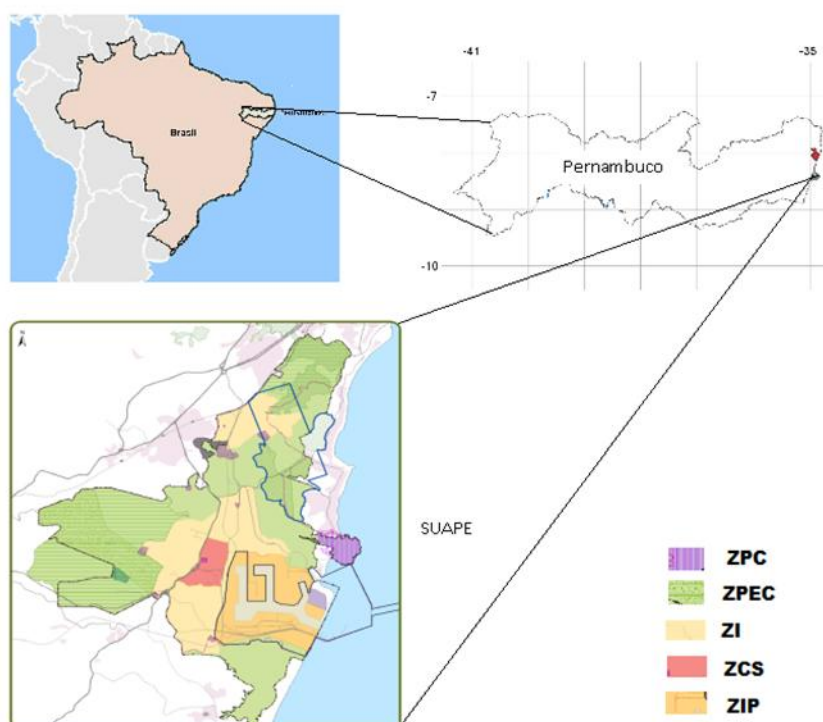 -41
-35
-7
Brasil
Pernambuco
-10
N
SUAPE
ZPC
ZPEC
ZI
ZCS
ZIP